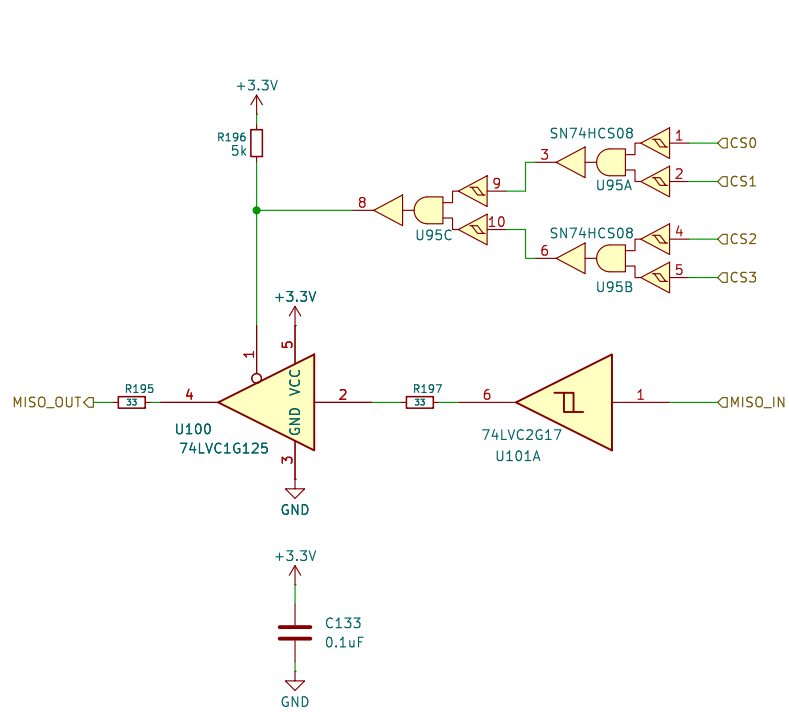 +3.3V
R196
5k
SN74HCS08
1
CS0
3
2
CS1
U95A
9
8
10
U95C
SN74HCS08
4
CS2
6
5
CS3
U95B
+3.3V
1
5
VCC
GND
MISO_OUT
R195
33
4
2
R197
33
6
1
MISO_IN
U100
74LVC1G125
3
74LVC2G17
U101A
GND
+3.3V
C133
0.1uF
GND